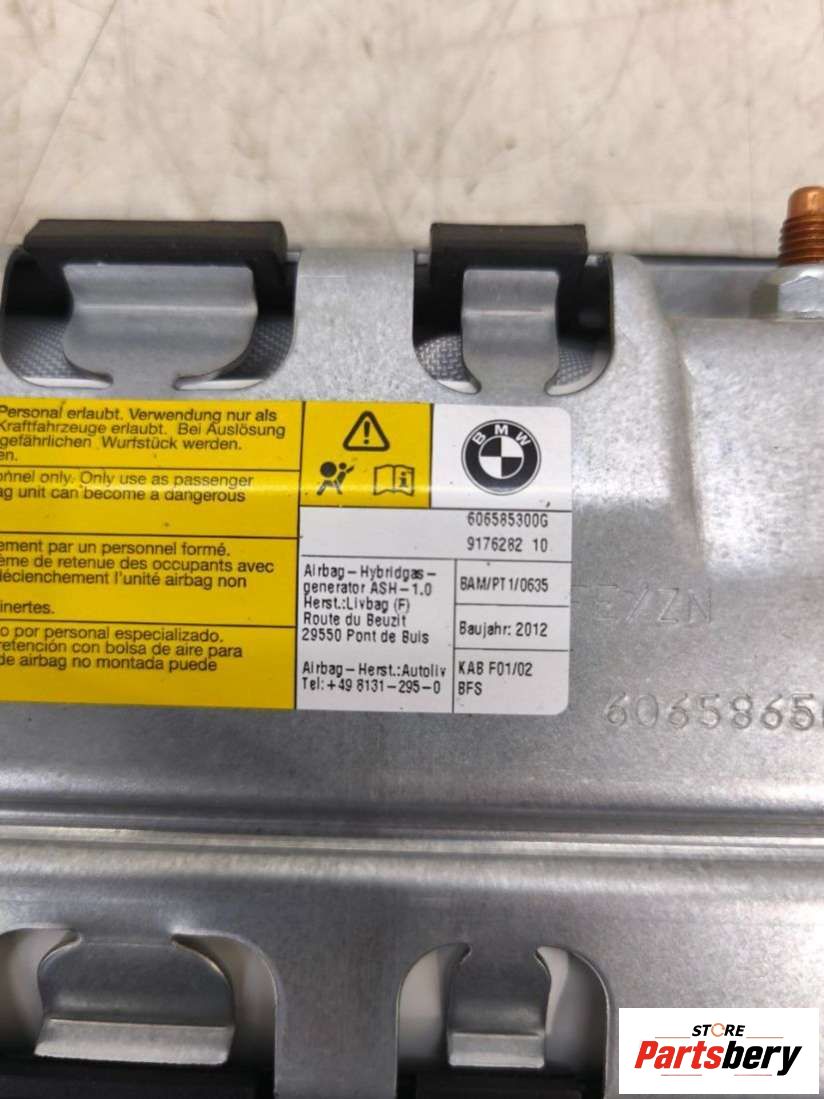 Personal erlaubt. Verwendung nur als
Kraftfahrzeuge erlaubt. Bei Auslösung
gefährlichen Wurfstück werden.
en.
only. Only use as passenger
ag unit can become a dangerous
ement par un personnel formé.
ème de retenue des occupants avec
déclenchement l'unité airbag non
inertes.
o por personal especializado.
retención con bolsa de aire para
de airbag no montada puede
BMW
606585300G
9176282 10
Airbag-Hybridgas-
generator ASH-1.0
Herst.:Livbag (F)
Route du Beuzit
29550 Pont de Buis
Airbag-Herst.:Autoliv
Tel:+49 8131-295-0
BAM/PT1/0635
Baujahr: 2012
KAB F01/02
BFS
/ZN
6065865
STORE
Partsbery